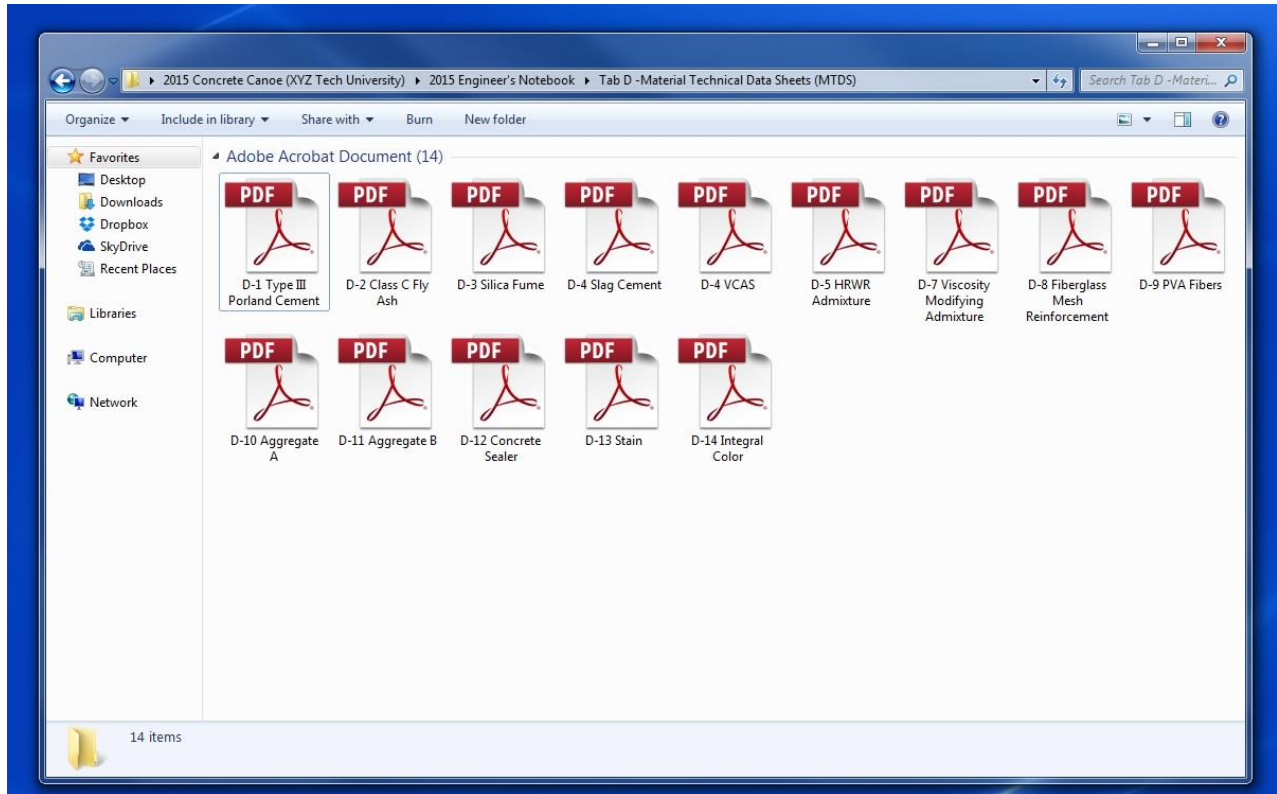 2015 Concrete Canoe (XYZ Tech University) 2015 Engineer's Notebook Tab D -Material Technical Data Sheets (MTDS)
Search Tab D -Materi...
Organize Include in library Share with Burn New folder
Favorites
Desktop
Downloads
Dropbox
SkyDrive
Recent Places
Libraries
Computer
Network
Adobe Acrobat Document (14)
PDF PDF PDF PDF PDF PDF PDF PDF PDF
D-1 Type III
Porland Cement
D-2 Class C Fly
Ash
D-3 Silica Fume
D-4 Slag Cement
D-4 VCAS
D-5 HRWR
Admixture
D-7 Viscosity
Modifying
Admixture
D-8 Fiberglass
Mesh
Reinforcement
D-9 PVA Fibers
PDF PDF PDF PDF PDF
D-10 Aggregate
A
D-11 Aggregate B
D-12 Concrete
Sealer
D-13 Stain
D-14 Integral
Color
14 items